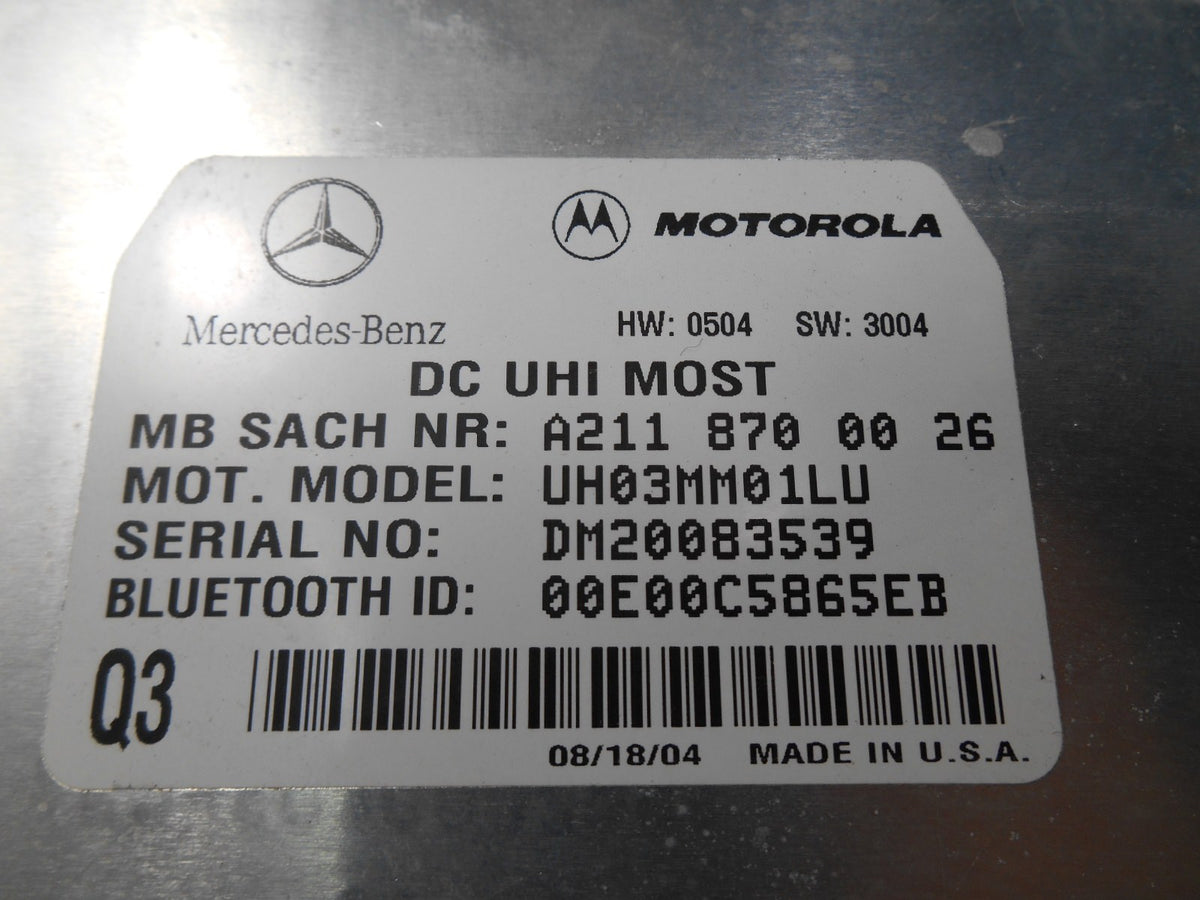 MOTOROLA
Mercedes-Benz
HW: 0504 SW: 3004
DC UHI MOST
MB SACH NR: A211 870 00 26
MOT. MODEL: UH03MM01LU
SERIAL NO: DM20083539
BLUETOOTH ID: 00E00C5865EB
Q3
08/18/04 MADE IN U.S.A.